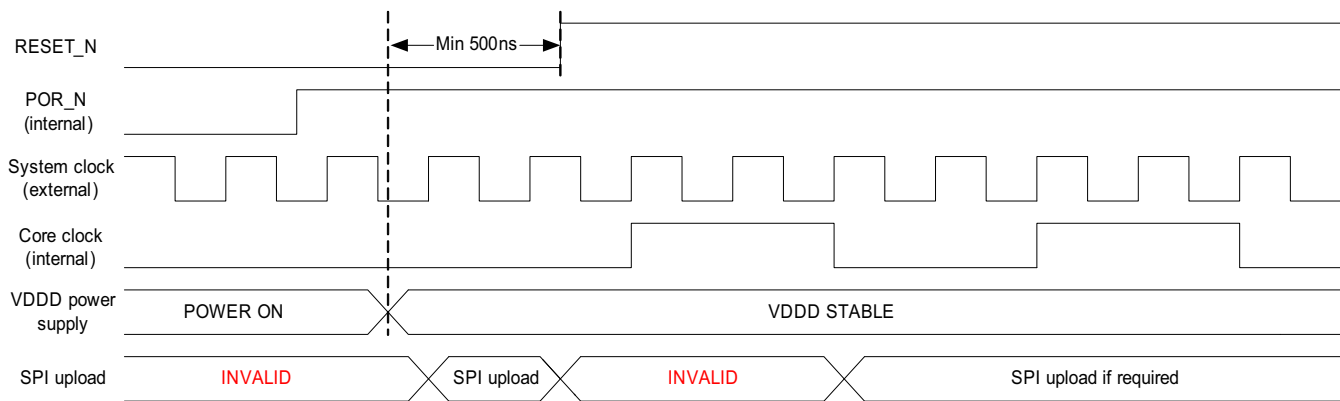 RESET_N
Min 500ns
POR_N
(internal)
System clock
(external)
Core clock
(internal)
VDDD power
supply
POWER ON
VDDD STABLE
SPI upload
INVALID
SPI upload
INVALID
SPI upload if required